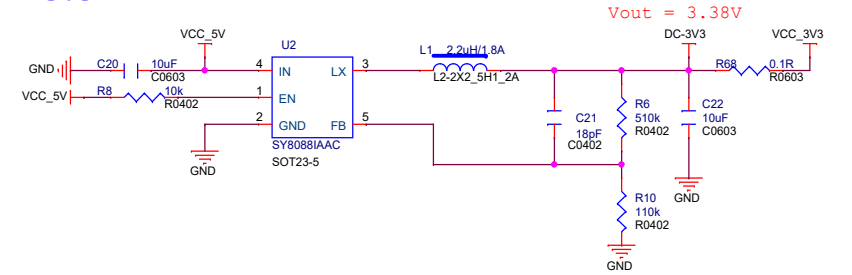 Vout = 3.38V
VCC_5V
DC-3V3
VCC_3V3
U2
L1
2.2uH/1.8A
GND
C20
10uF
C0603
4
IN
LX
3
L2-2X2_5H1_2A
R68
0.1R
R0603
VCC_5V
R8
10k
R0402
1
EN
R6
510k
R0402
C21
18pF
C0402
C22
10uF
C0603
2
GND
FB
5
SY8088IAAC
SOT23-5
GND
GND
R10
110k
R0402
GND